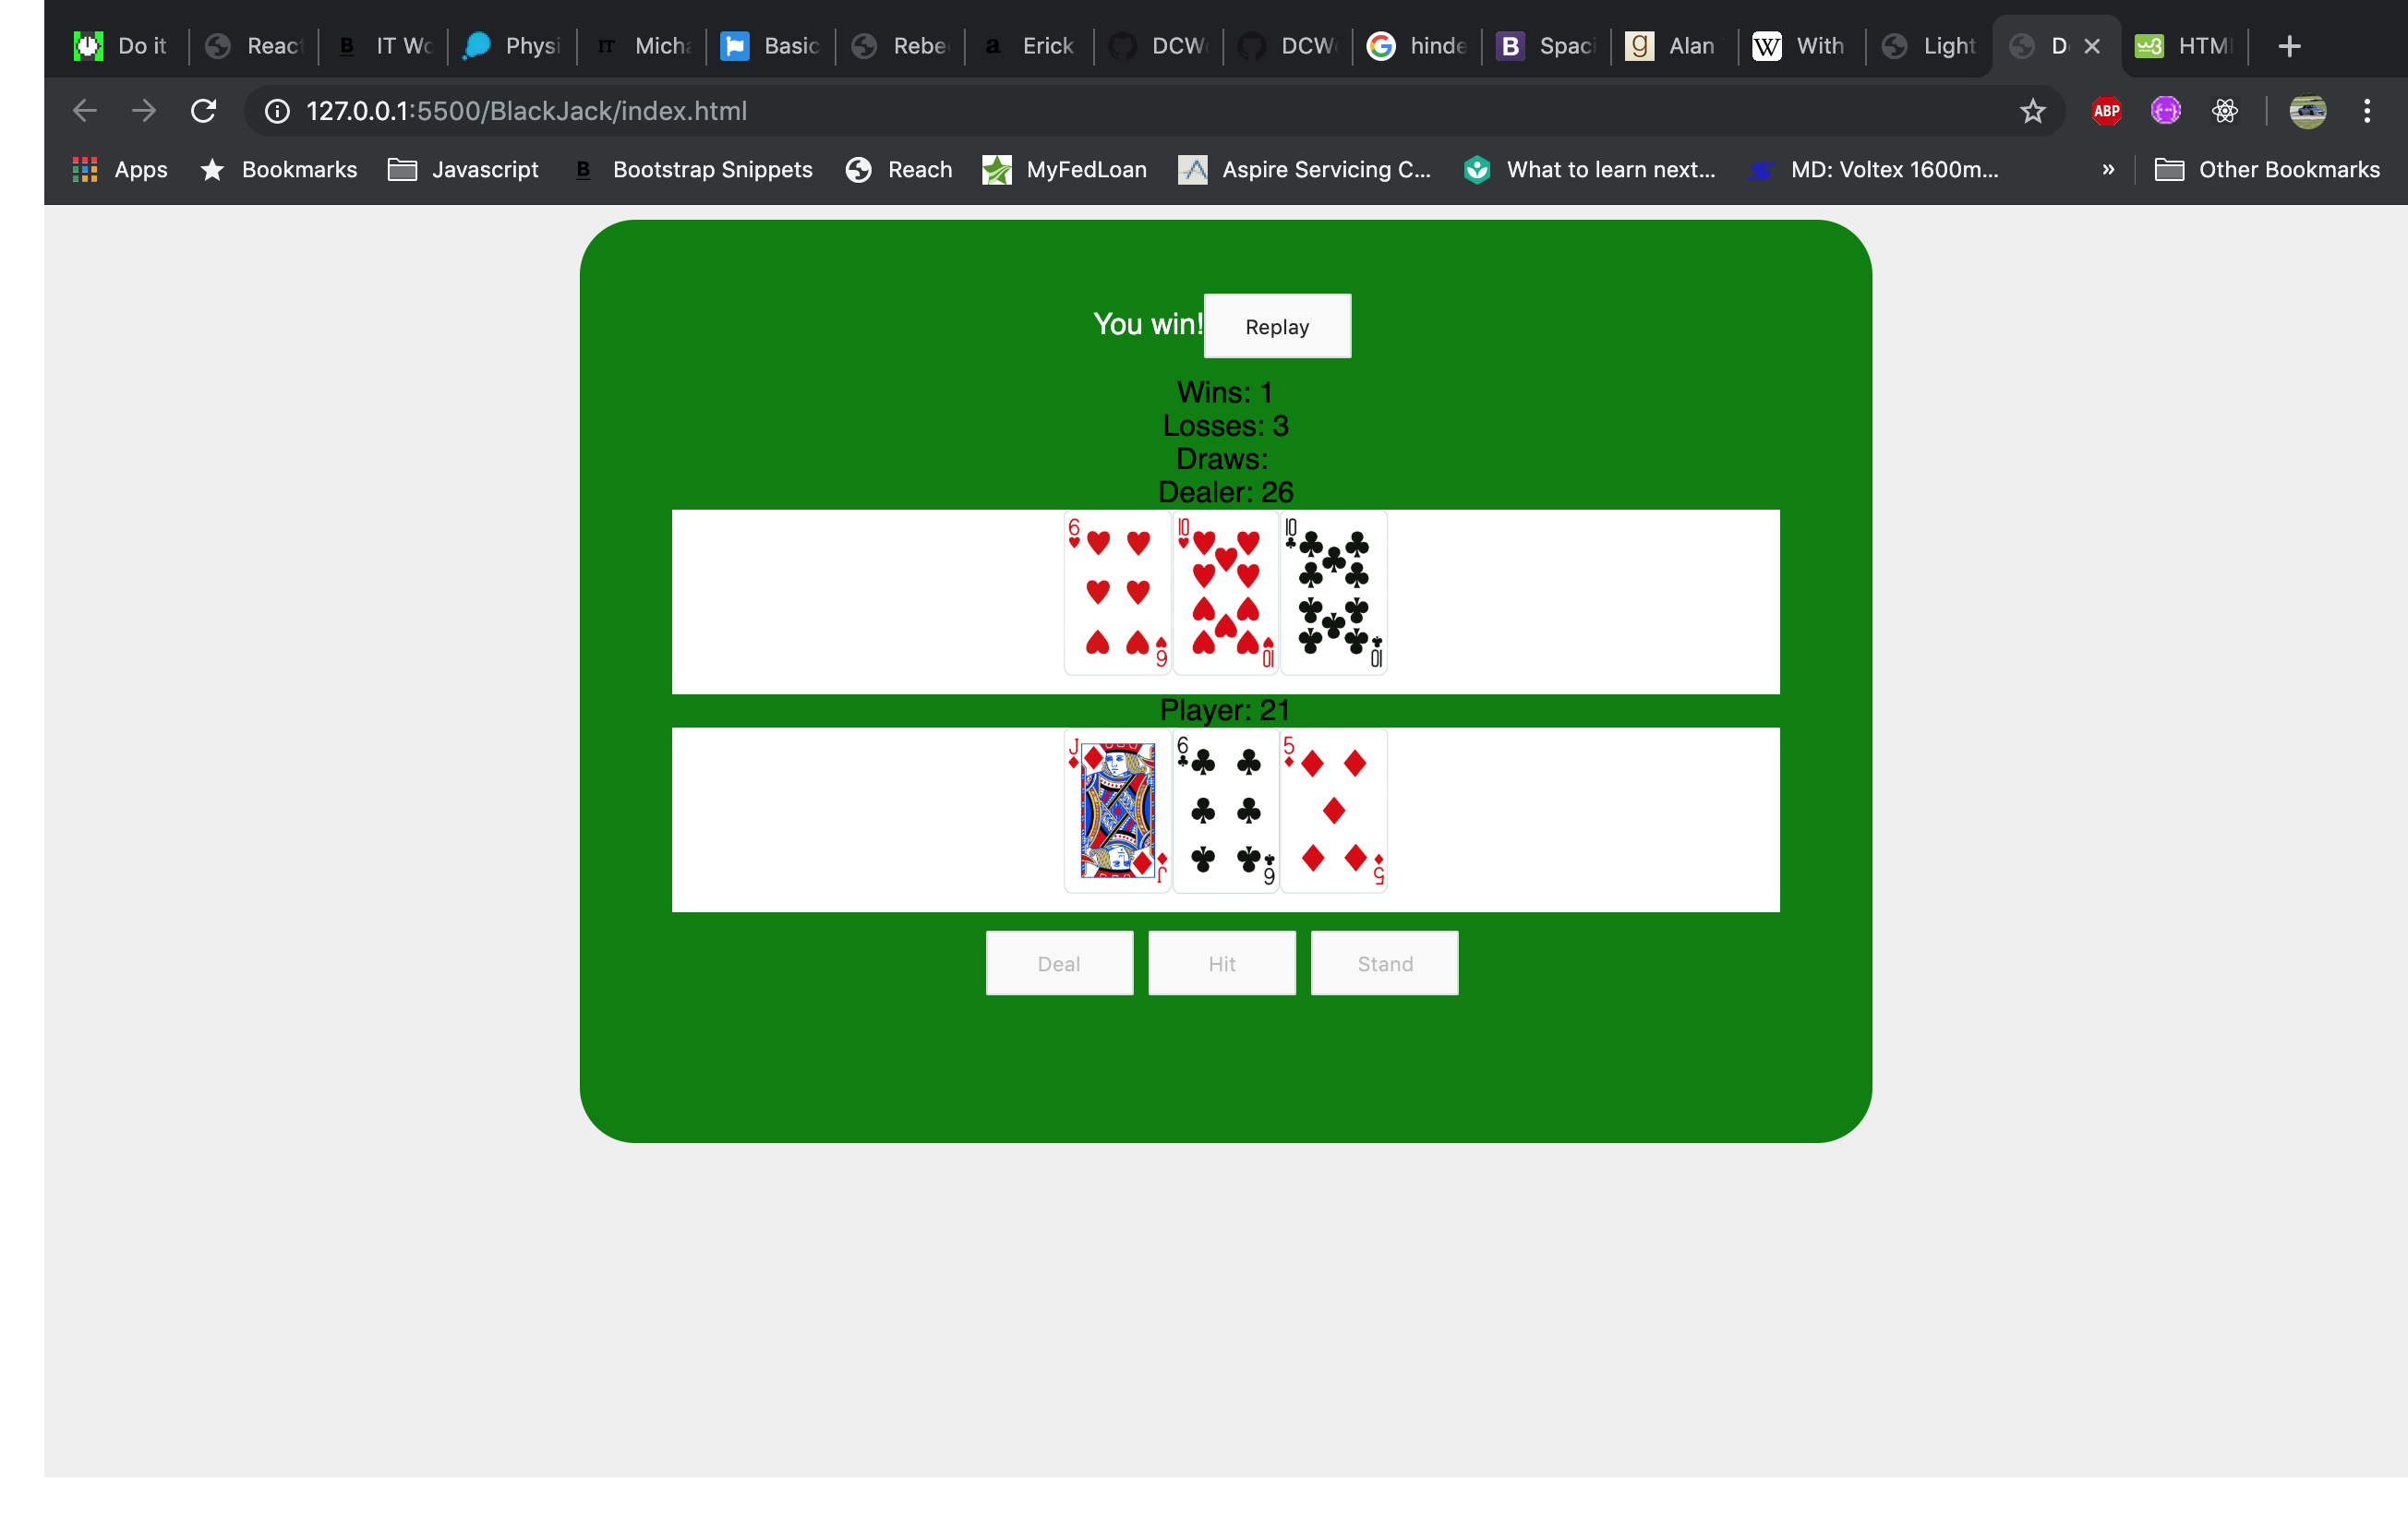 Do it React IT Wo Physi Micha Basic Rebe Erick DCW DCW hinde Spaci Alan With Light D HTMl
127.0.0.1:5500/BlackJack/index.html ABP
Apps Bookmarks Javascript B Bootstrap Snippets Reach MyFedLoan Aspire Servicing C... What to learn next... MD: Voltex 1600m... » Other Bookmarks
You win! Replay
Wins: 1
Losses: 3
Draws:
Dealer: 26
6 10 10
6 10 10
Player: 21
J 6 5
J 6 5
Deal Hit Stand